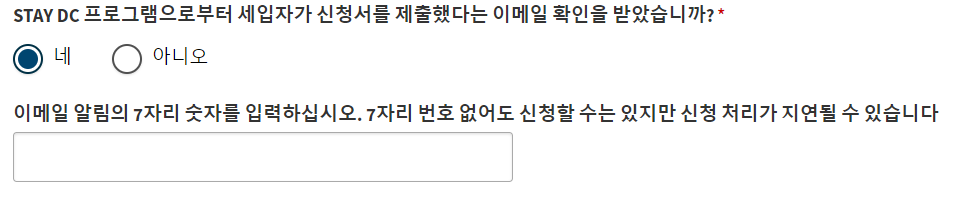 STAY DC 프로그램으로부터 세입자가 신청서를 제출했다는 이메일 확인을 받았습니까? *
네 아니오
이메일 알림의 7자리 숫자를 입력하십시오. 7자리 번호 없어도 신청할 수는 있지만 신청 처리가 지연될 수 있습니다